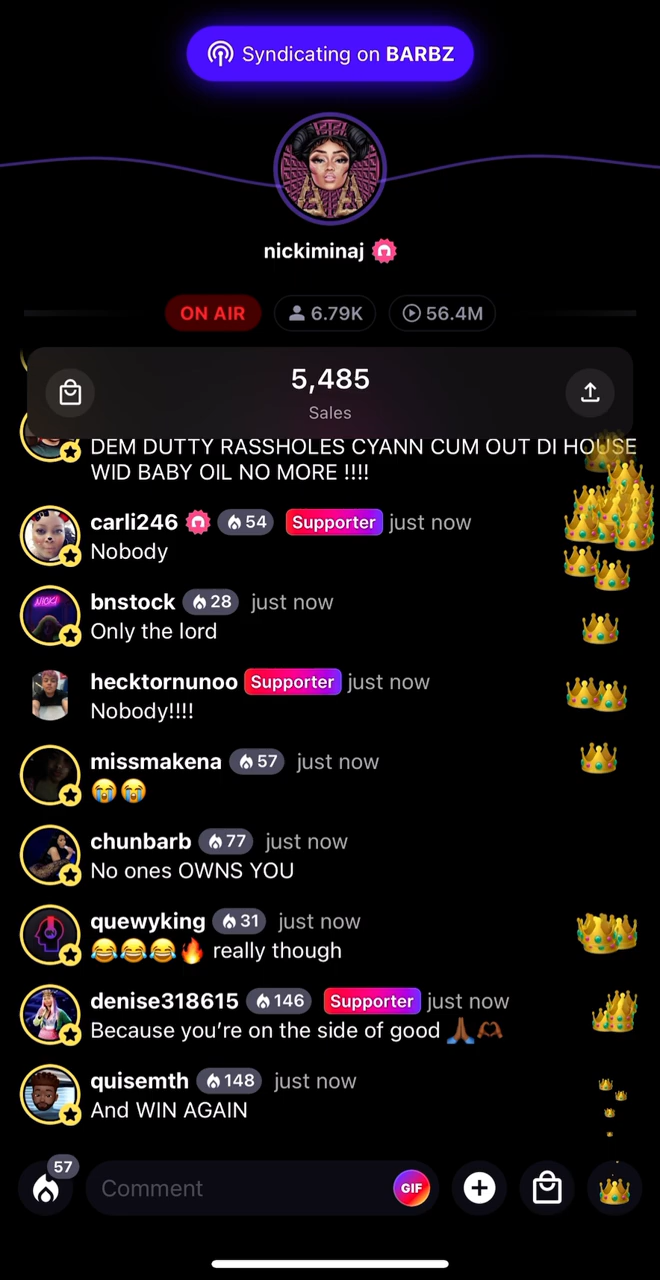 Syndicating on BARBZ
nickiminaj
ON AIR 6.79K 56.4M
5,485
Sales
DEM DUTTY RASSHOLES CYANN CUM OUT DI HOUSE
WID BABY OIL NO MORE !!!!
carli246 54 Supporter just now
Nobody
bnstock 28 just now
Only the lord
hecktornunoo Supporter just now
Nobody!!!!
missmakena 57 just now
😭😭
chunbarb 77 just now
No ones OWNS YOU
quewyking 31 just now
😂😂😂🔥 really though
denise318615 146 Supporter just now
Because you’re on the side of good 🙏🏾🫶🏾
quisemth 148 just now
And WIN AGAIN
57
Comment GIF